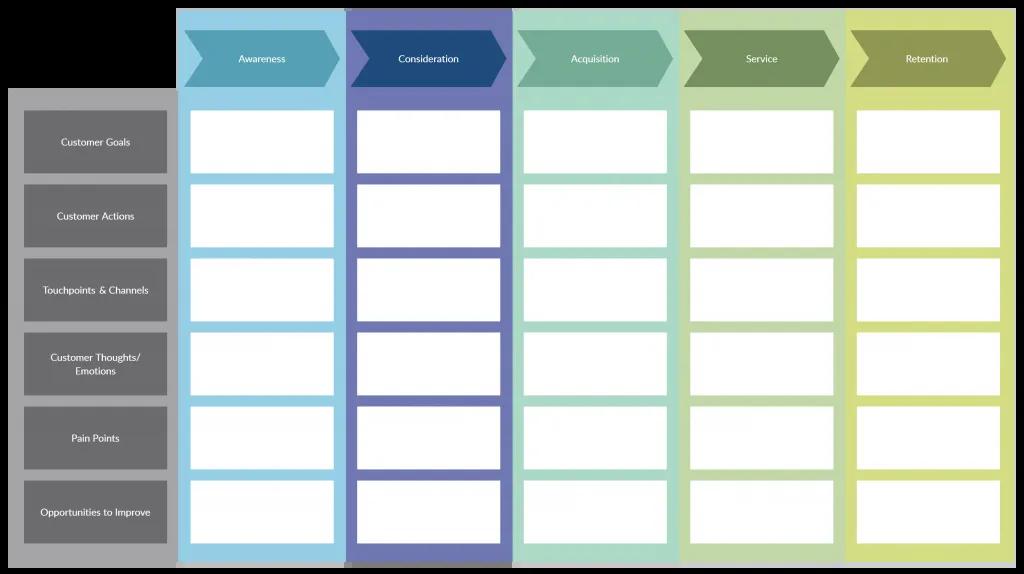 Awareness
Consideration
Acquisition
Service
Retention
Customer Goals
Customer Actions
Touchpoints & Channels
Customer Thoughts/
Emotions
Pain Points
Opportunities to Improve